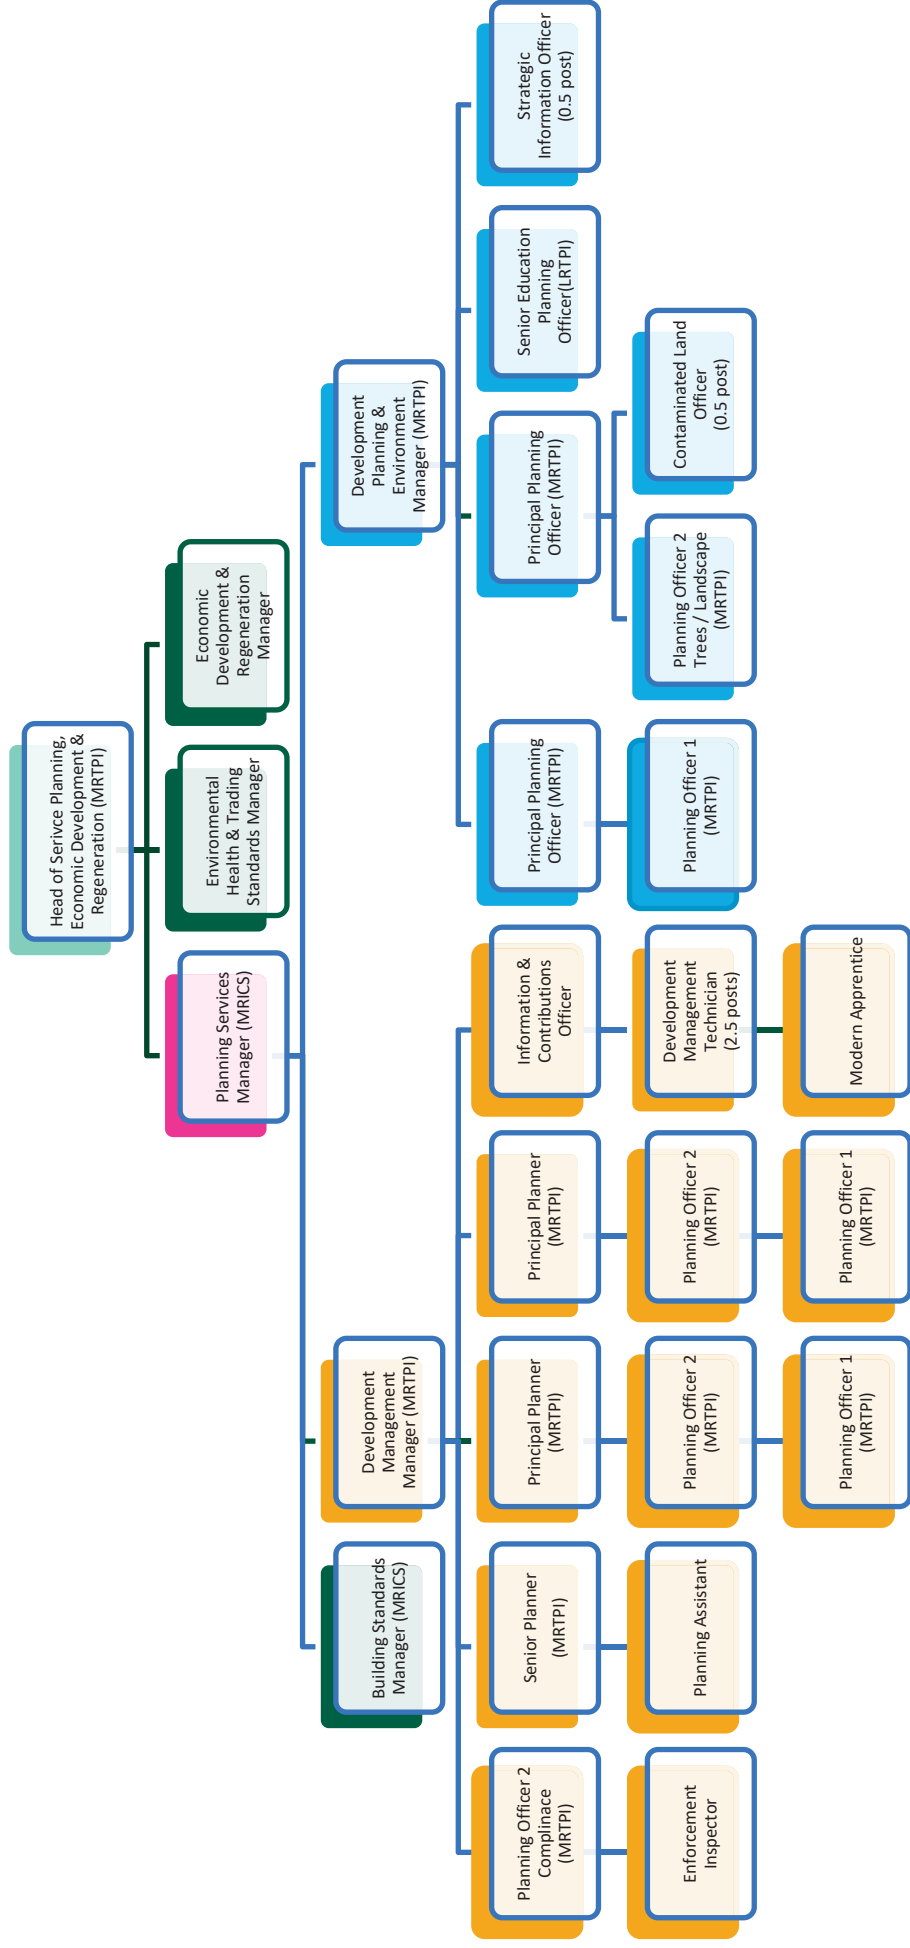 Head of Serivce Planning,
Economic Development &
Regeneration (MRTPI)
Planning Services
Manager (MRICS)
Environmental
Health & Trading
Standards Manager
Economic
Development &
Regeneration
Manager
Building Standards
Manager (MRICS)
Development
Management
Manager (MRTPI)
Development
Planning &
Environment
Manager (MRTPI)
Planning Officer 2
Complinace
(MRTPI)
Senior Planner
(MRTPI)
Principal Planner
(MRTPI)
Principal Planner
(MRTPI)
Information &
Contributions
Officer
Principal Planning
Officer (MRTPI)
Principal Planning
Officer (MRTPI)
Senior Education
Planning
Officer(LRTPI)
Strategic
Information Officer
(0.5 post)
Enforcement
Inspector
Planning Assistant
Planning Officer 2
(MRTPI)
Planning Officer 2
(MRTPI)
Development
Management
Technician
(2.5 posts)
Planning Officer 1
(MRTPI)
Planning Officer 2
Trees / Landscape
(MRTPI)
Contaminated Land
Officer
(0.5 post)
Planning Officer 1
(MRTPI)
Planning Officer 1
(MRTPI)
Modern Apprentice